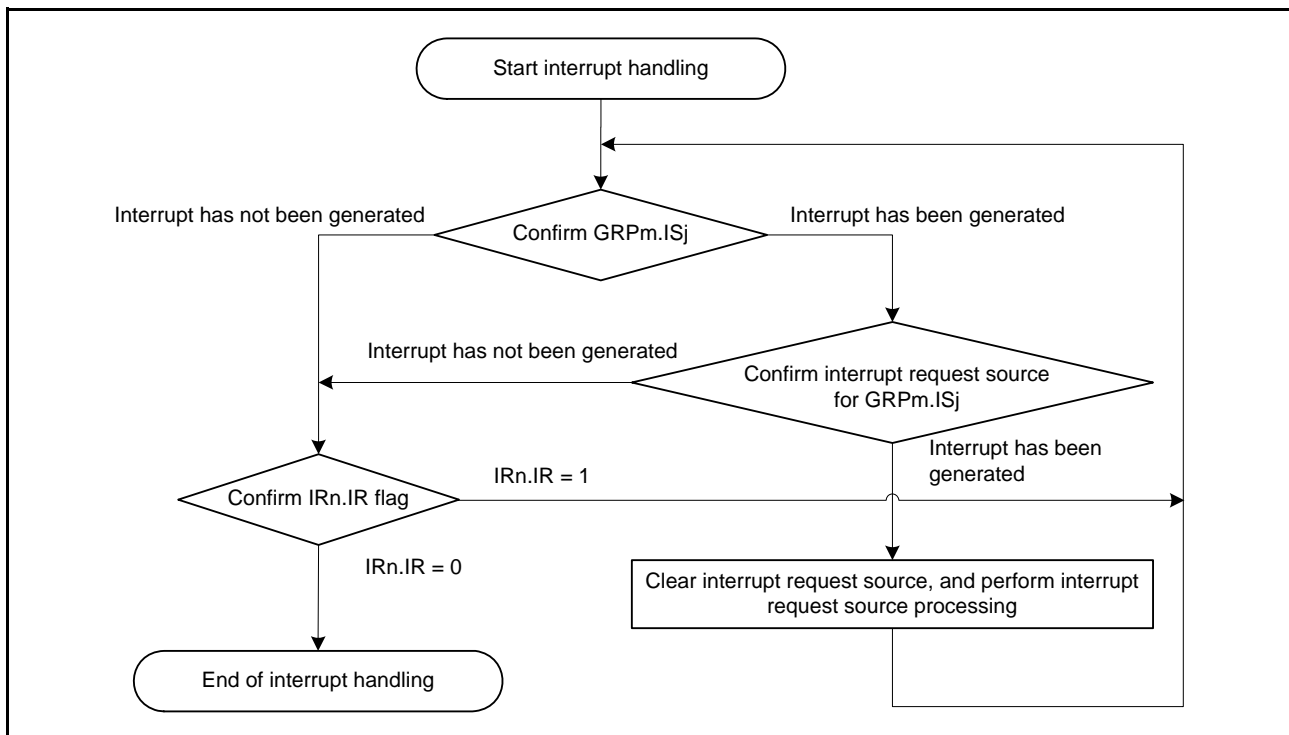 Start interrupt handling
Interrupt has not been generated
Interrupt has been generated
Confirm GRPm.ISj
Interrupt has not been generated
Confirm interrupt request source
for GRPm.ISj
Interrupt has been
generated
IRn.IR = 1
Confirm IRn.IR flag
IRn.IR = 0
Clear interrupt request source, and perform interrupt
request source processing
End of interrupt handling